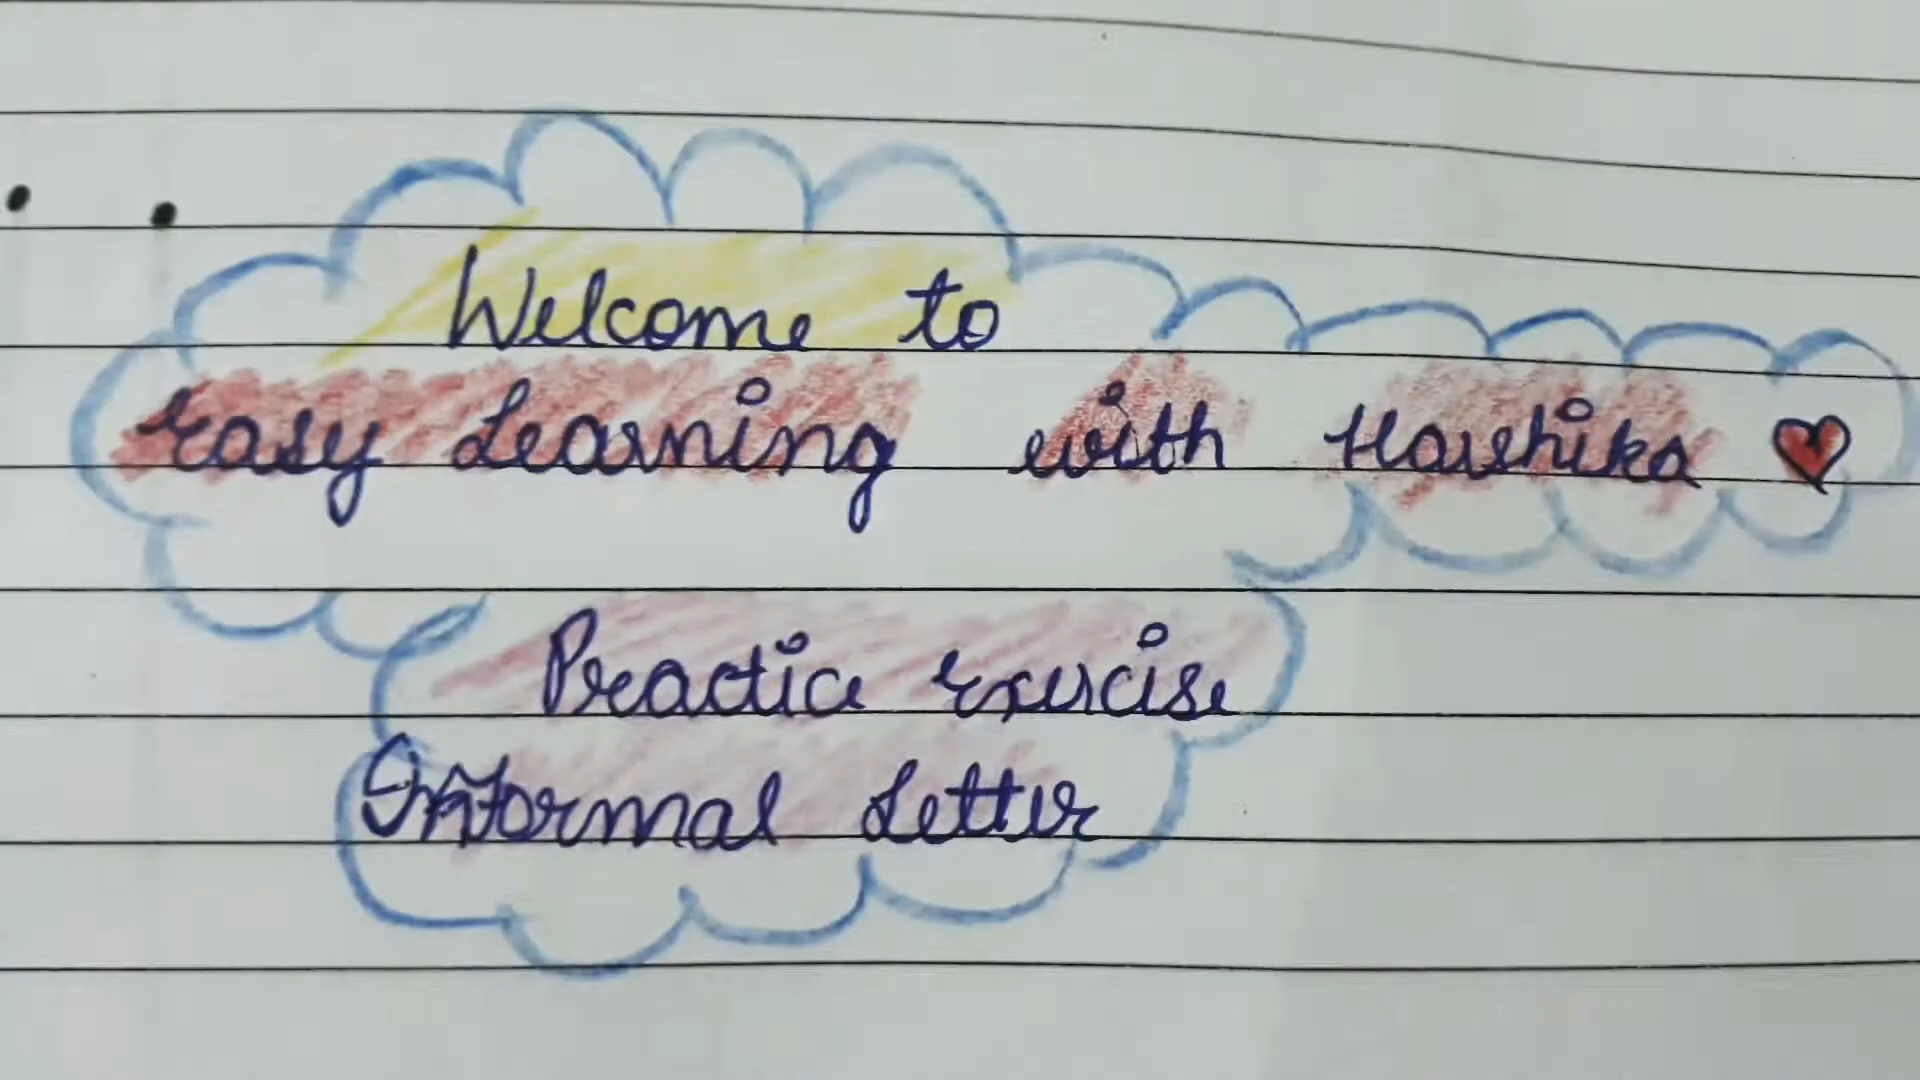 Welcome to
Easy Learning with Harshika
Practice Exercise
Informal Letter